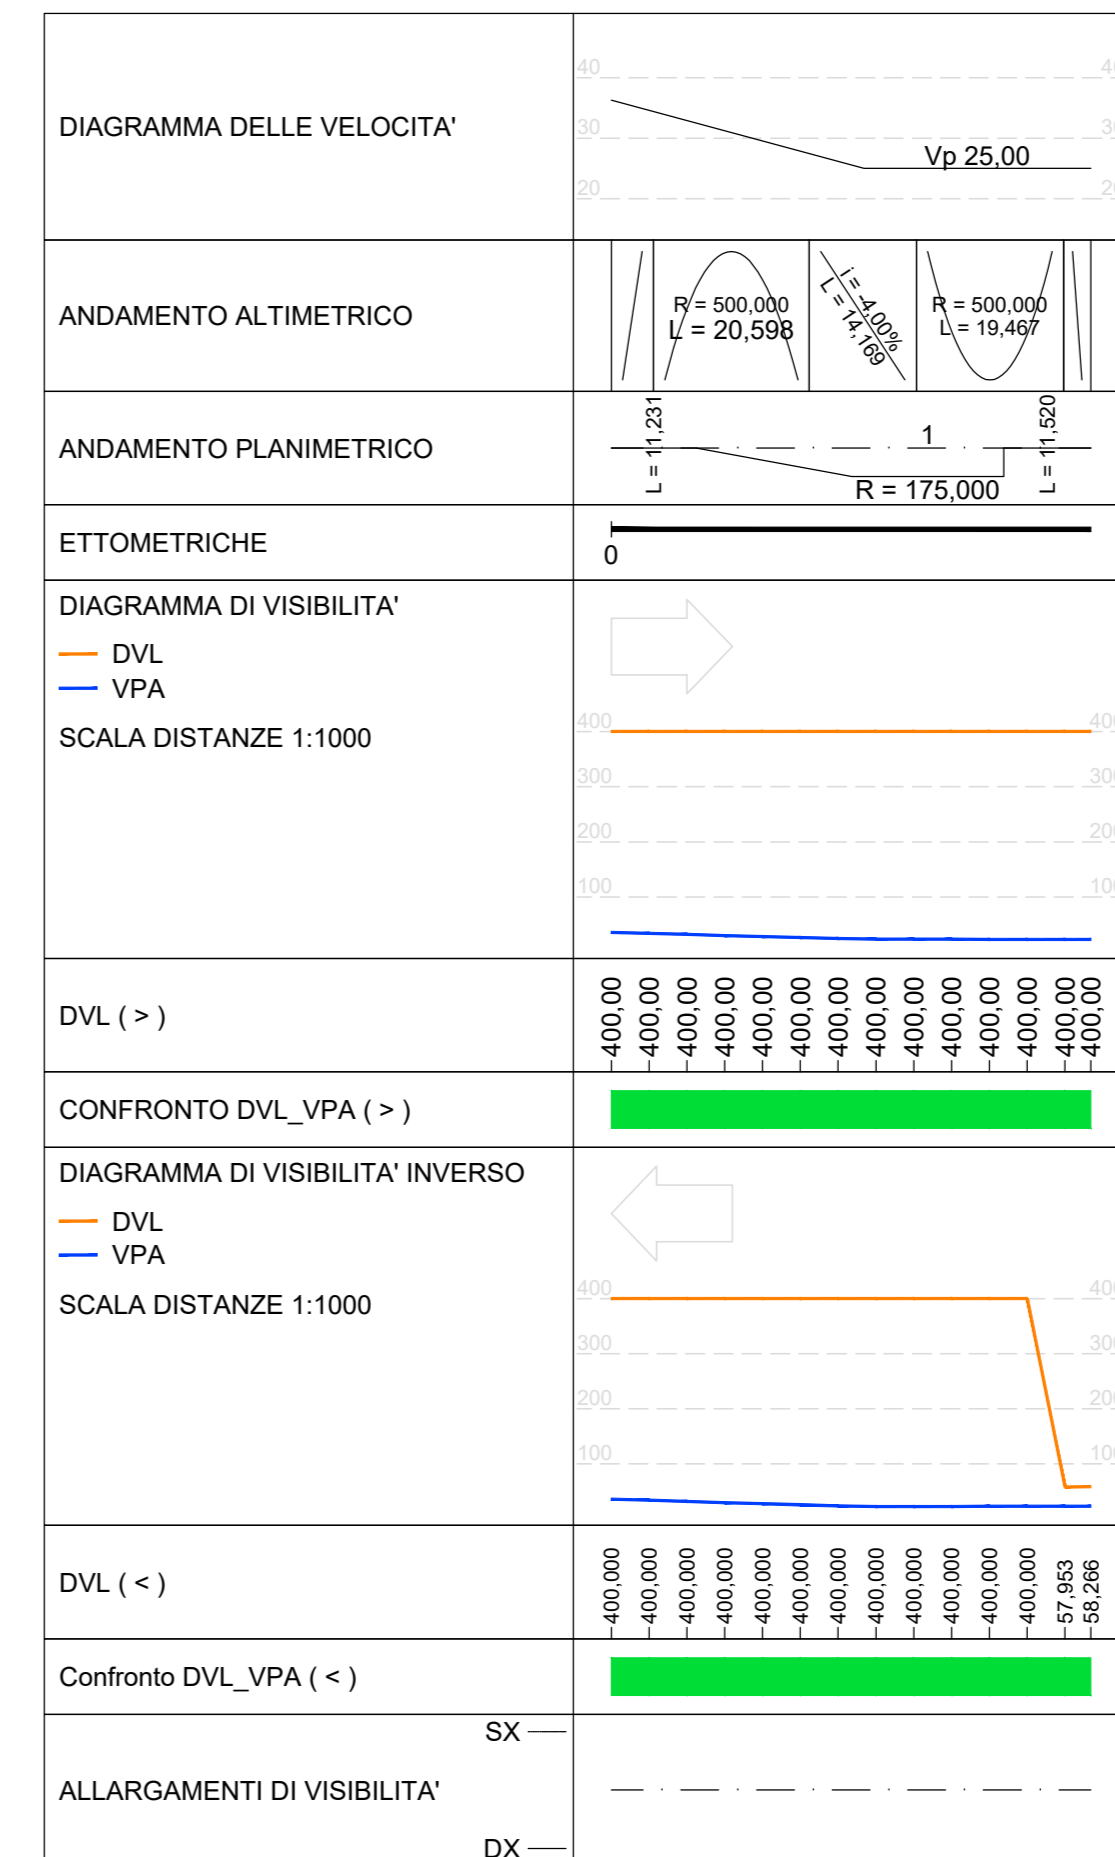 DIAGRAMMA DELLE VELOCITA'
40
40
30
30
20
20
Vp 25,00
ANDAMENTO ALTIMETRICO
R = 500,000
L = 20,598
i = -4,00%
L = 14,169
R = 500,000
L = 19,467
ANDAMENTO PLANIMETRICO
L = 11,231
1
R = 175,000
L = 11,520
ETTOMETRICHE
0
DIAGRAMMA DI VISIBILITA'
DVL
VPA
SCALA DISTANZE 1:1000
400
400
300
300
200
200
100
100
DVL ( > )
400,00
400,00
400,00
400,00
400,00
400,00
400,00
400,00
400,00
400,00
400,00
400,00
400,00
400,00
CONFRONTO DVL_VPA ( > )
DIAGRAMMA DI VISIBILITA' INVERSO
DVL
VPA
SCALA DISTANZE 1:1000
400
400
300
300
200
200
100
100
DVL ( < )
400,000
400,000
400,000
400,000
400,000
400,000
400,000
400,000
400,000
400,000
400,000
400,000
57,953
58,266
Confronto DVL_VPA ( < )
SX
ALLARGAMENTI DI VISIBILITA'
DX